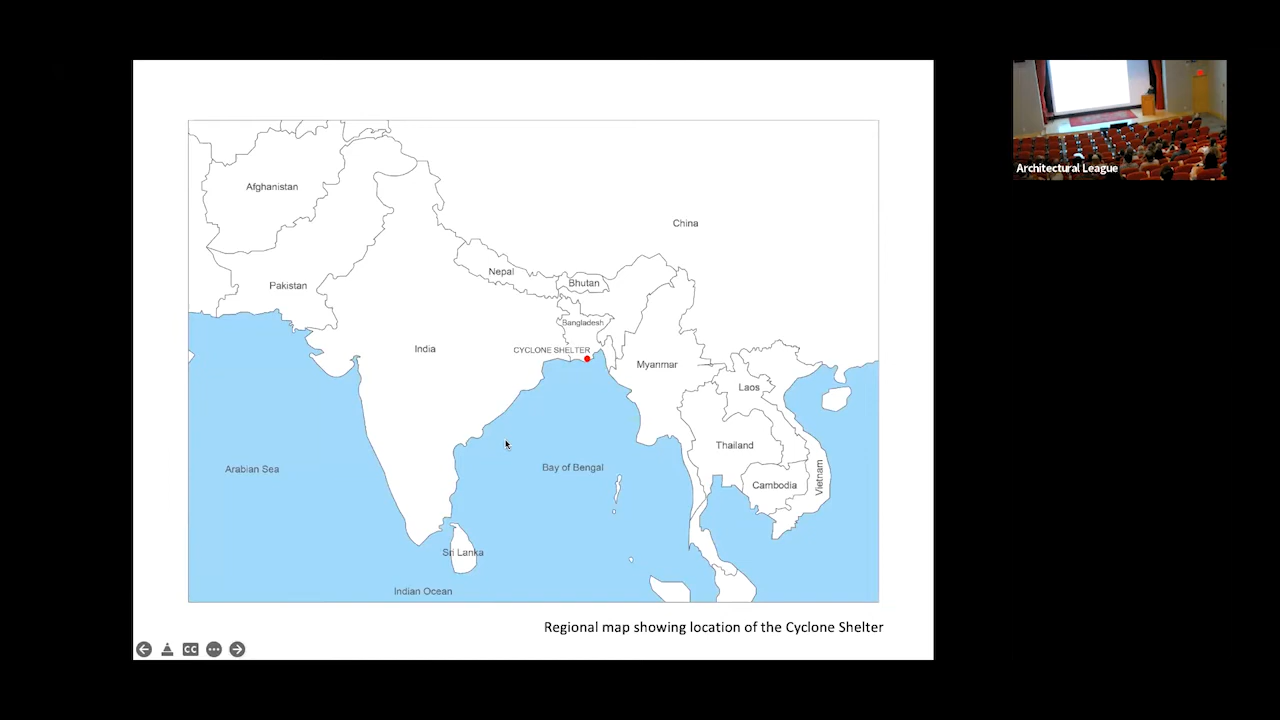 Architectural League
Afghanistan
China
Nepal
Bhutan
Pakistan
Bangladesh
India
CYCLONE SHELTER
Myanmar
Laos
Thailand
Arabian Sea
Bay of Bengal
Cambodia
Vietnam
Sri Lanka
Indian Ocean
Regional map showing location of the Cyclone Shelter
CC